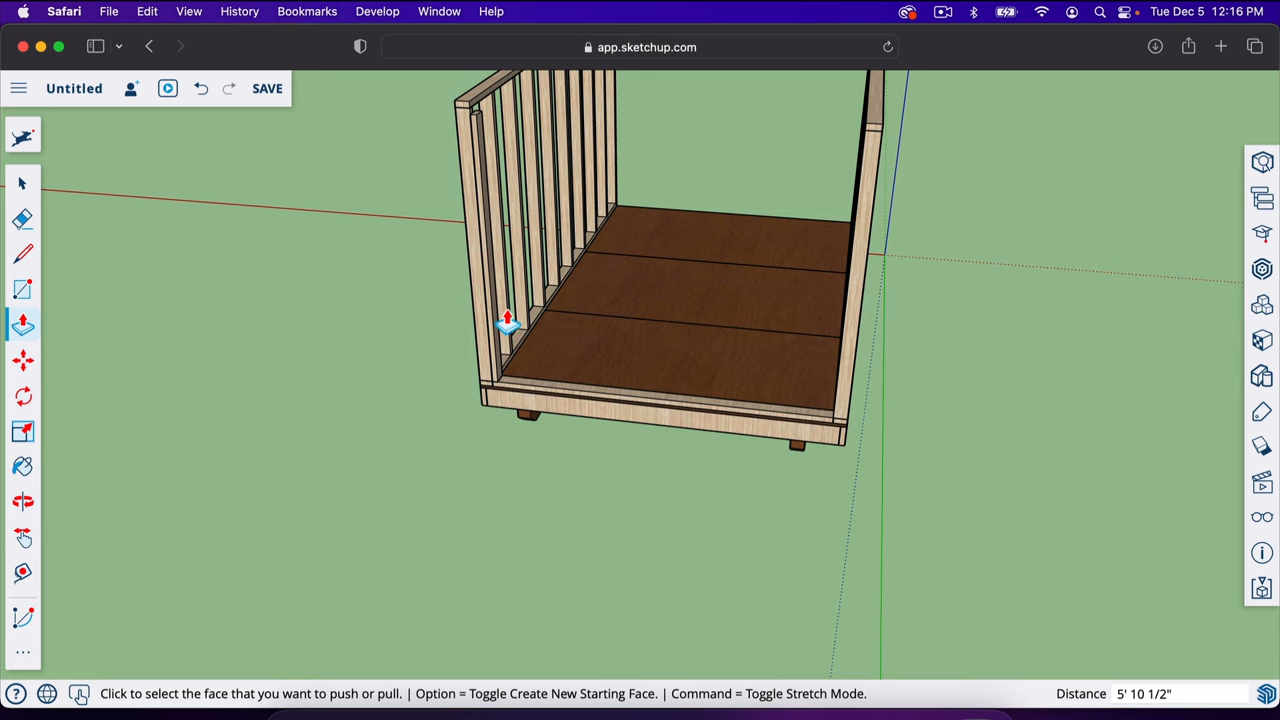 Safari File Edit View History Bookmarks Develop Window Help Tue Dec 5 12:16 PM
app.sketchup.com
Untitled SAVE
Click to select the face that you want to push or pull. | Option = Toggle Create New Starting Face. | Command = Toggle Stretch Mode. Distance 5' 10 1/2"